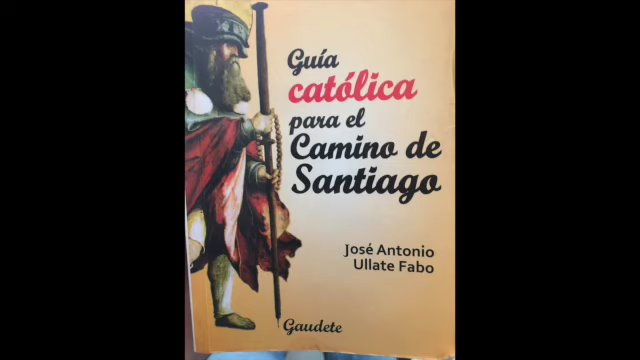 Guía
católica
para el
Camino de
Santiago
José Antonio
Ullate Fabo
Gaudete